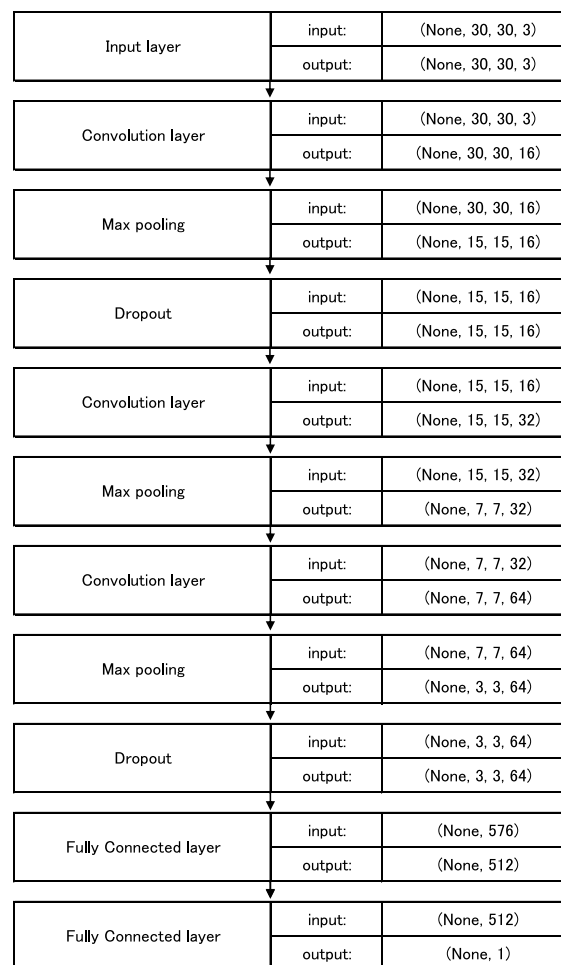 Input layer
input: (None, 30, 30, 3)
output: (None, 30, 30, 3)
Convolution layer
input: (None, 30, 30, 3)
output: (None, 30, 30, 16)
Max pooling
input: (None, 30, 30, 16)
output: (None, 15, 15, 16)
Dropout
input: (None, 15, 15, 16)
output: (None, 15, 15, 16)
Convolution layer
input: (None, 15, 15, 16)
output: (None, 15, 15, 32)
Max pooling
input: (None, 15, 15, 32)
output: (None, 7, 7, 32)
Convolution layer
input: (None, 7, 7, 32)
output: (None, 7, 7, 64)
Max pooling
input: (None, 7, 7, 64)
output: (None, 3, 3, 64)
Dropout
input: (None, 3, 3, 64)
output: (None, 3, 3, 64)
Fully Connected layer
input: (None, 576)
output: (None, 512)
Fully Connected layer
input: (None, 512)
output: (None, 1)